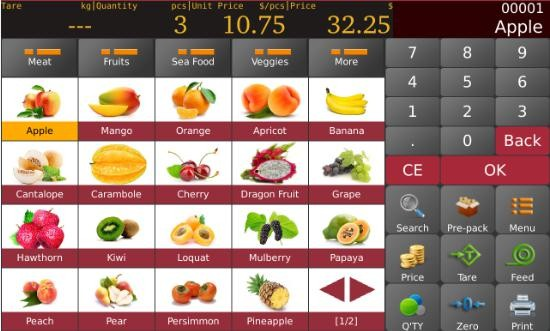 Tare kg|Quantity pcs|Unit Price $/pcs|Price $
--- 3 10.75 32.25
00001
Apple
Meat Fruits Sea Food Veggies More
7 8 9
Apple Mango Orange Apricot Banana
4 5 6
1 2 3
. 0 Back
Cantalope Carambole Cherry Dragon Fruit Grape
CE OK
Hawthorn Kiwi Loquat Mulberry Papaya
Search Pre-pack Menu
Price Tare Feed
Peach Pear Persimmon Pineapple [1/2]
Q'TY Zero Print